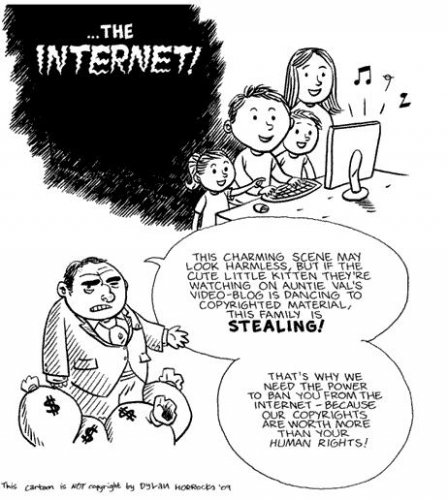 ...THE
INTERNET!
THIS CHARMING SCENE MAY
LOOK HARMLESS, BUT IF THE
CUTE LITTLE KITTEN THEY'RE
WATCHING ON AUNTIE VAL'S
VIDEO-BLOG IS DANCING TO
COPYRIGHTED MATERIAL,
THIS FAMILY IS
STEALING!
THAT'S WHY WE
NEED THE POWER
TO BAN YOU FROM THE
INTERNET - BECAUSE
OUR COPYRIGHTS
ARE WORTH MORE
THAN YOUR
HUMAN RIGHTS!
$ $ $
This cartoon is NOT copyright by DYLAN HORROCKS '09